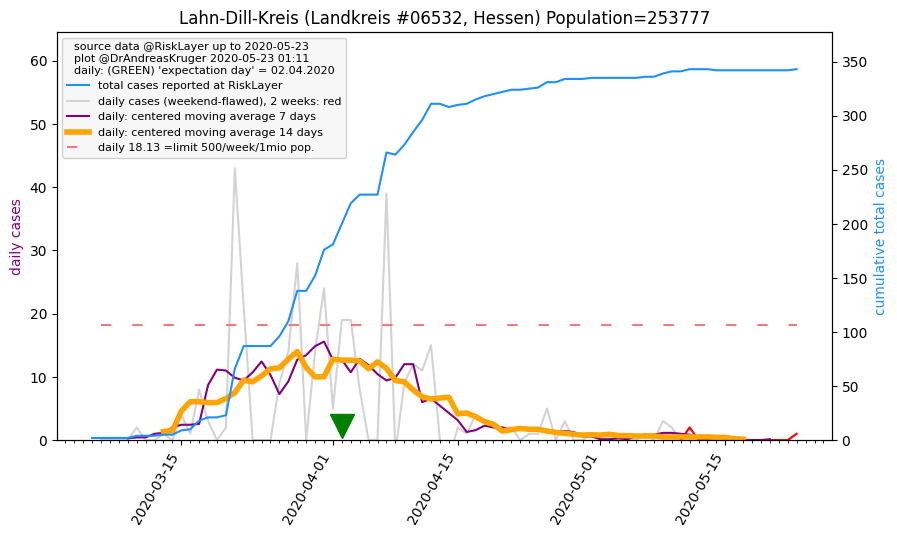 Lahn-Dill-Kreis (Landkreis #06532, Hessen) Population=253777
source data @RiskLayer up to 2020-05-23
plot @DrAndreasKruger 2020-05-23 01:11
daily: (GREEN) 'expectation day' = 02.04.2020
total cases reported at RiskLayer
daily cases (weekend-flawed), 2 weeks: red
daily: centered moving average 7 days
daily: centered moving average 14 days
daily 18.13 =limit 500/week/1mio pop.
daily cases
60
50
40
30
20
10
0
350
300
250
200
150
100
50
0
cumulative total cases
2020-03-15
2020-04-01
2020-04-15
2020-05-01
2020-05-15